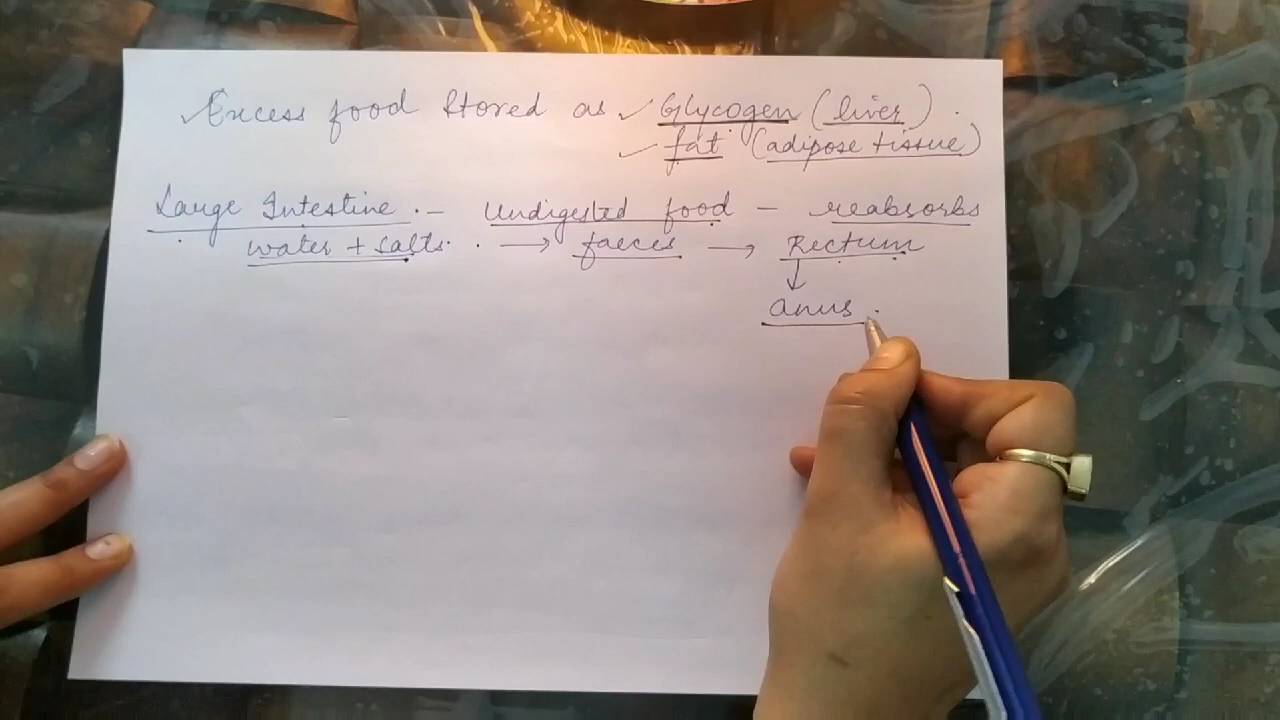 ✓ Excess food stored as ✓ Glycogen (liver).
✓ fat (adipose tissue)
Large Intestine.- Undigested food - reabsorbs
water + salts. . → faeces → Rectum
↓
anus.